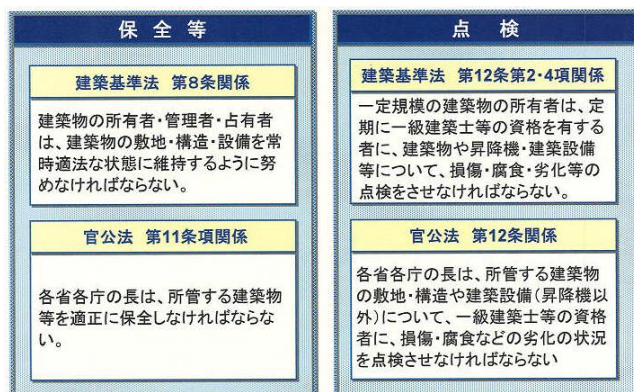 保 全 等
建築基準法 第8条関係
建築物の所有者・管理者・占有者
は、建築物の敷地・構造・設備を常
時適法な状態に維持するように努
めなければならない。
官公法 第11条項関係
各省各庁の長は、所管する建築物
等を適正に保全しなければならな
い。
点 検
建築基準法 第12条第2・4項関係
一定規模の建築物の所有者は、定
期に一級建築士等の資格を有する
者に、建築物や昇降機・建築設備
等について、損傷・腐食・劣化等の
点検をさせなければならない。
官公法 第12条関係
各省各庁の長は、所管する建築物
の敷地・構造や建築設備(昇降機以
外)について、一級建築士等の資格
者に、損傷・腐食などの劣化の状況
を点検させなければならない